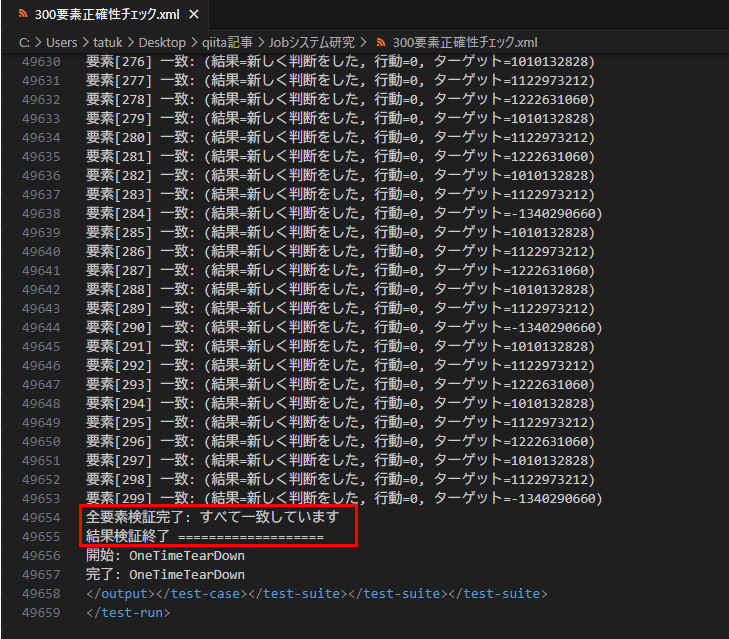 300要素正確性チェック.xml ×
C: > Users > tatuk > Desktop > qiita記事 > Jobシステム研究 > 300要素正確性チェック.xml
49630 要素[276] 一致: (結果=新しく判断をした, 行動=0, ターゲット=1010132828)
49631 要素[277] 一致: (結果=新しく判断をした, 行動=0, ターゲット=1122973212)
49632 要素[278] 一致: (結果=新しく判断をした, 行動=0, ターゲット=1222631060)
49633 要素[279] 一致: (結果=新しく判断をした, 行動=0, ターゲット=1010132828)
49634 要素[280] 一致: (結果=新しく判断をした, 行動=0, ターゲット=1122973212)
49635 要素[281] 一致: (結果=新しく判断をした, 行動=0, ターゲット=1222631060)
49636 要素[282] 一致: (結果=新しく判断をした, 行動=0, ターゲット=1010132828)
49637 要素[283] 一致: (結果=新しく判断をした, 行動=0, ターゲット=1122973212)
49638 要素[284] 一致: (結果=新しく判断をした, 行動=0, ターゲット=-1340290660)
49639 要素[285] 一致: (結果=新しく判断をした, 行動=0, ターゲット=1010132828)
49640 要素[286] 一致: (結果=新しく判断をした, 行動=0, ターゲット=1122973212)
49641 要素[287] 一致: (結果=新しく判断をした, 行動=0, ターゲット=1222631060)
49642 要素[288] 一致: (結果=新しく判断をした, 行動=0, ターゲット=1010132828)
49643 要素[289] 一致: (結果=新しく判断をした, 行動=0, ターゲット=1122973212)
49644 要素[290] 一致: (結果=新しく判断をした, 行動=0, ターゲット=-1340290660)
49645 要素[291] 一致: (結果=新しく判断をした, 行動=0, ターゲット=1010132828)
49646 要素[292] 一致: (結果=新しく判断をした, 行動=0, ターゲット=1122973212)
49647 要素[293] 一致: (結果=新しく判断をした, 行動=0, ターゲット=1222631060)
49648 要素[294] 一致: (結果=新しく判断をした, 行動=0, ターゲット=1010132828)
49649 要素[295] 一致: (結果=新しく判断をした, 行動=0, ターゲット=1122973212)
49650 要素[296] 一致: (結果=新しく判断をした, 行動=0, ターゲット=1222631060)
49651 要素[297] 一致: (結果=新しく判断をした, 行動=0, ターゲット=1010132828)
49652 要素[298] 一致: (結果=新しく判断をした, 行動=0, ターゲット=1122973212)
49653 要素[299] 一致: (結果=新しく判断をした, 行動=0, ターゲット=-1340290660)
49654 全要素検証完了: すべて一致しています
49655 結果検証終了 ===================
49656 開始: OneTimeTearDown
49657 完了: OneTimeTearDown
49658 </output></test-case></test-suite></test-suite></test-suite>
49659 </test-run>